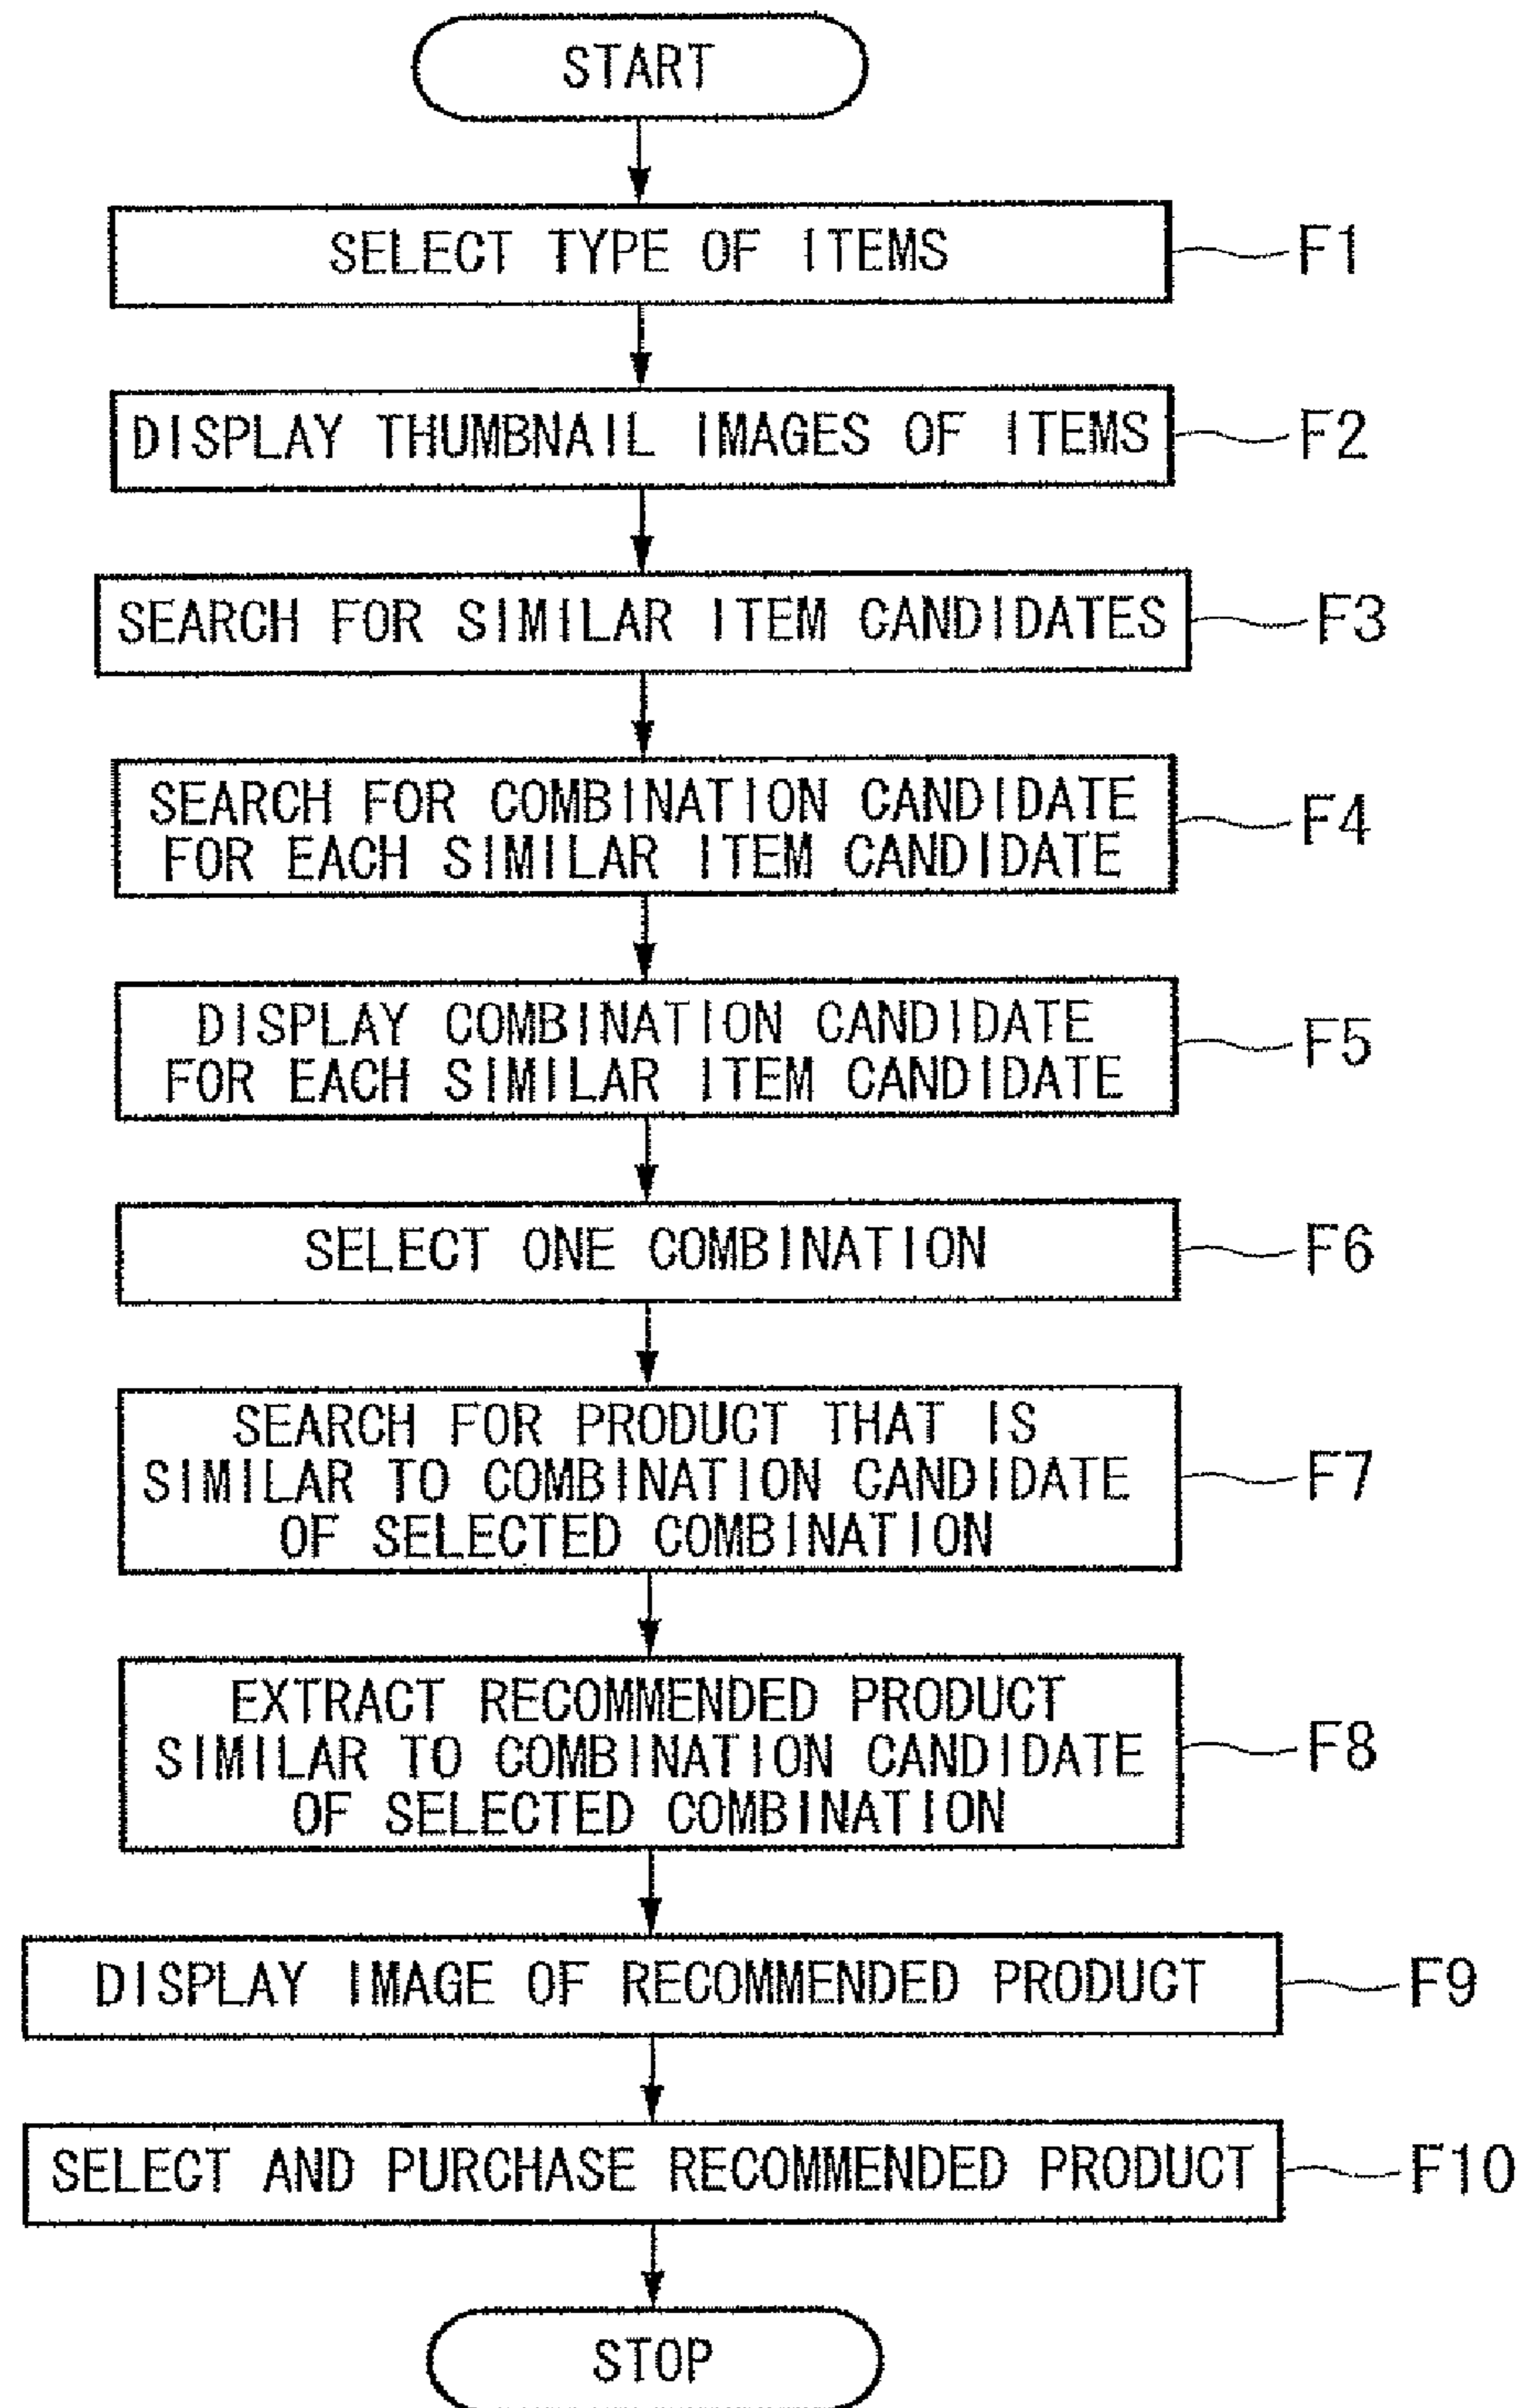 START
SELECT TYPE OF ITEMS
F1
DISPLAY THUMBNAIL IMAGES OF ITEMS
F2
SEARCH FOR SIMILAR ITEM CANDIDATES
F3
SEARCH FOR COMBINATION CANDIDATE
FOR EACH SIMILAR ITEM CANDIDATE
F4
DISPLAY COMBINATION CANDIDATE
FOR EACH SIMILAR ITEM CANDIDATE
F5
SELECT ONE COMBINATION
F6
SEARCH FOR PRODUCT THAT IS
SIMILAR TO COMBINATION CANDIDATE
OF SELECTED COMBINATION
F7
EXTRACT RECOMMENDED PRODUCT
SIMILAR TO COMBINATION CANDIDATE
OF SELECTED COMBINATION
F8
DISPLAY IMAGE OF RECOMMENDED PRODUCT
F9
SELECT AND PURCHASE RECOMMENDED PRODUCT
F10
STOP